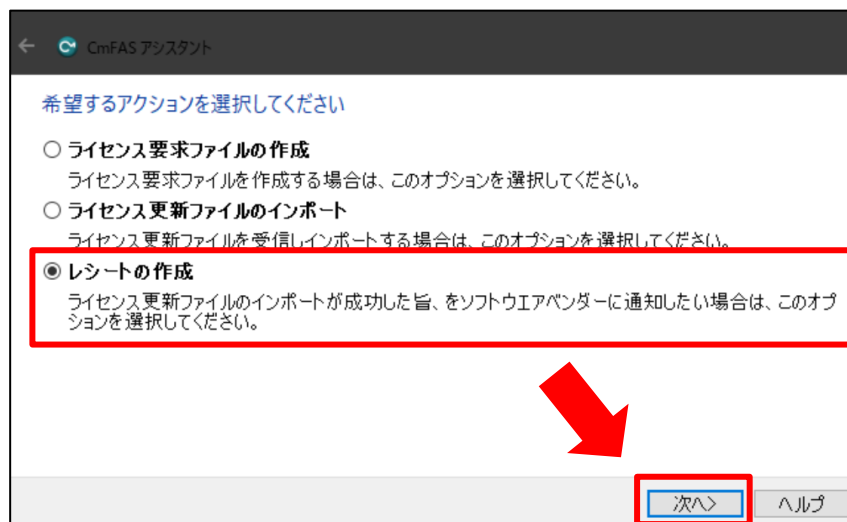 CmFAS アシスタント
希望するアクションを選択してください
ライセンス要求ファイルの作成
ライセンス要求ファイルを作成する場合は、このオプションを選択してください。
ライセンス更新ファイルのインポート
ライセンス更新ファイルを受信しインポートする場合は、このオプションを選択してください。
レシートの作成
ライセンス更新ファイルのインポートが成功した旨、をソフトウエアベンダーに通知したい場合は、このオプ
ションを選択してください。
次へ> ヘルプ